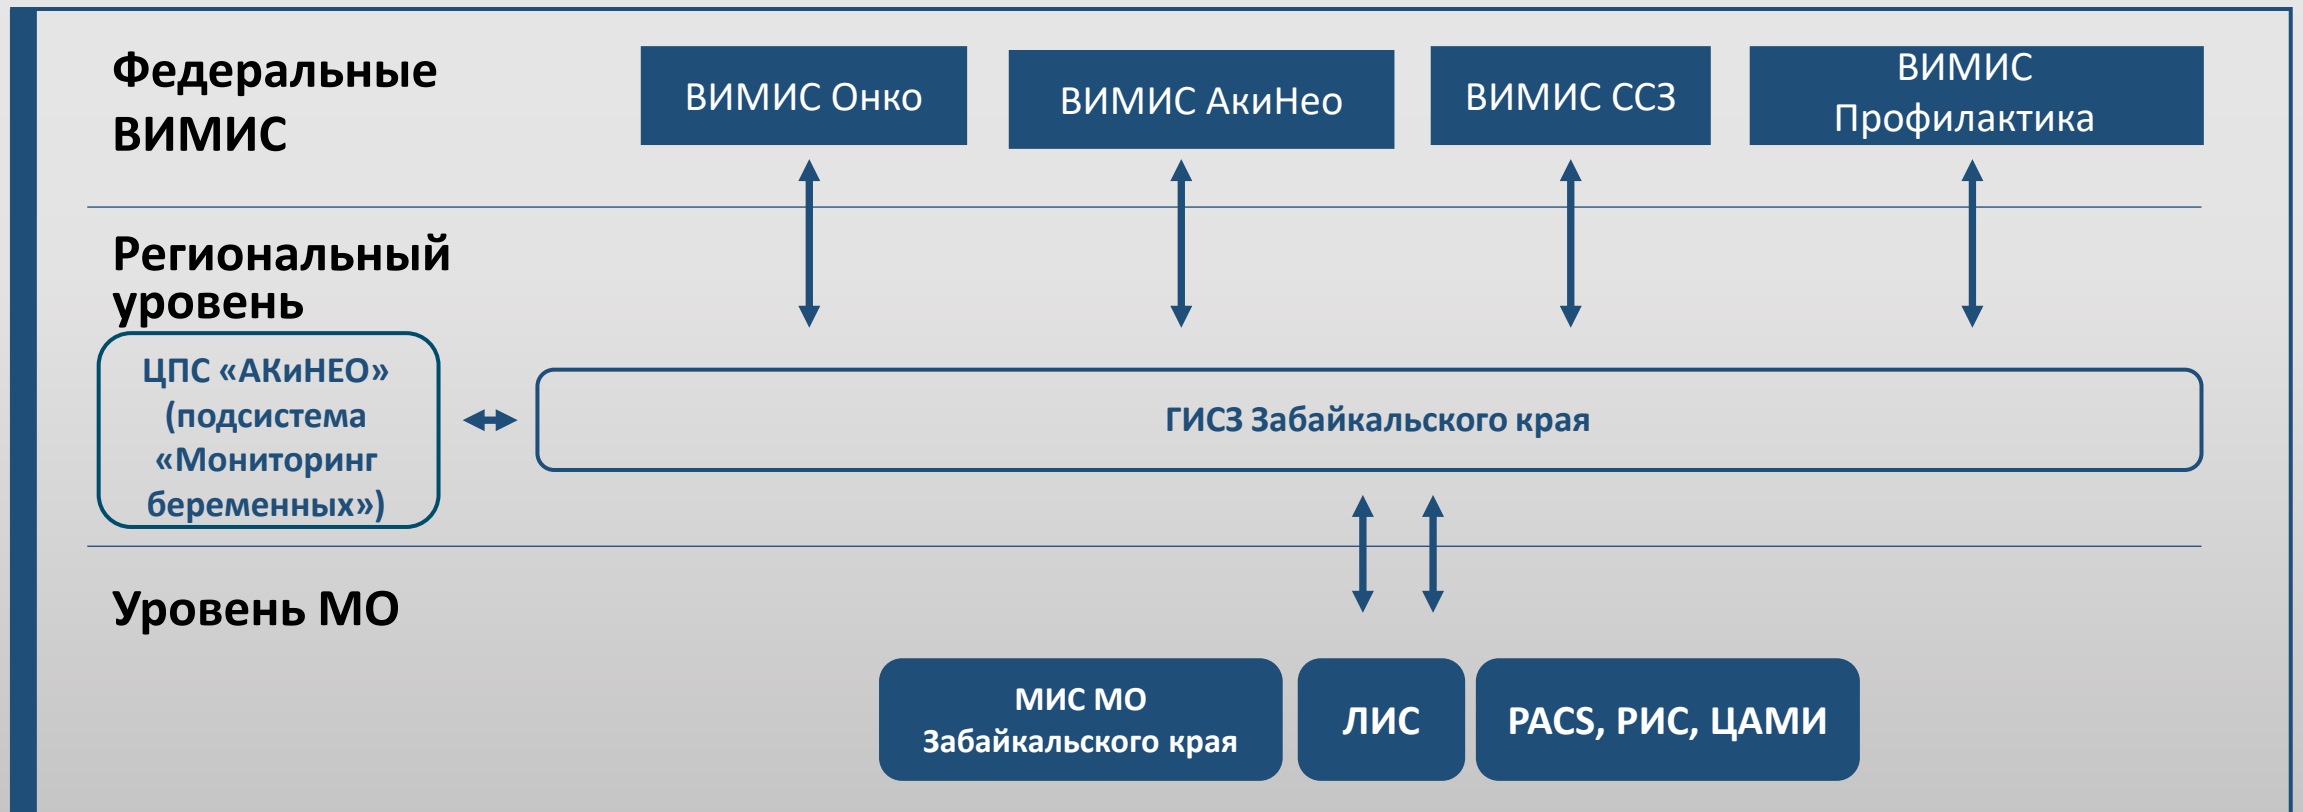 Федеральные
ВИМИС
ВИМИС Онко
ВИМИС АкиНео
ВИМИС ССЗ
ВИМИС
Профилактика
Региональный
уровень
ЦПС «АКиНЕО»
(подсистема
«Мониторинг
беременных»)
ГИСЗ Забайкальского края
Уровень МО
МИС МО
Забайкальского края
ЛИС
PACS, РИС, ЦАМИ